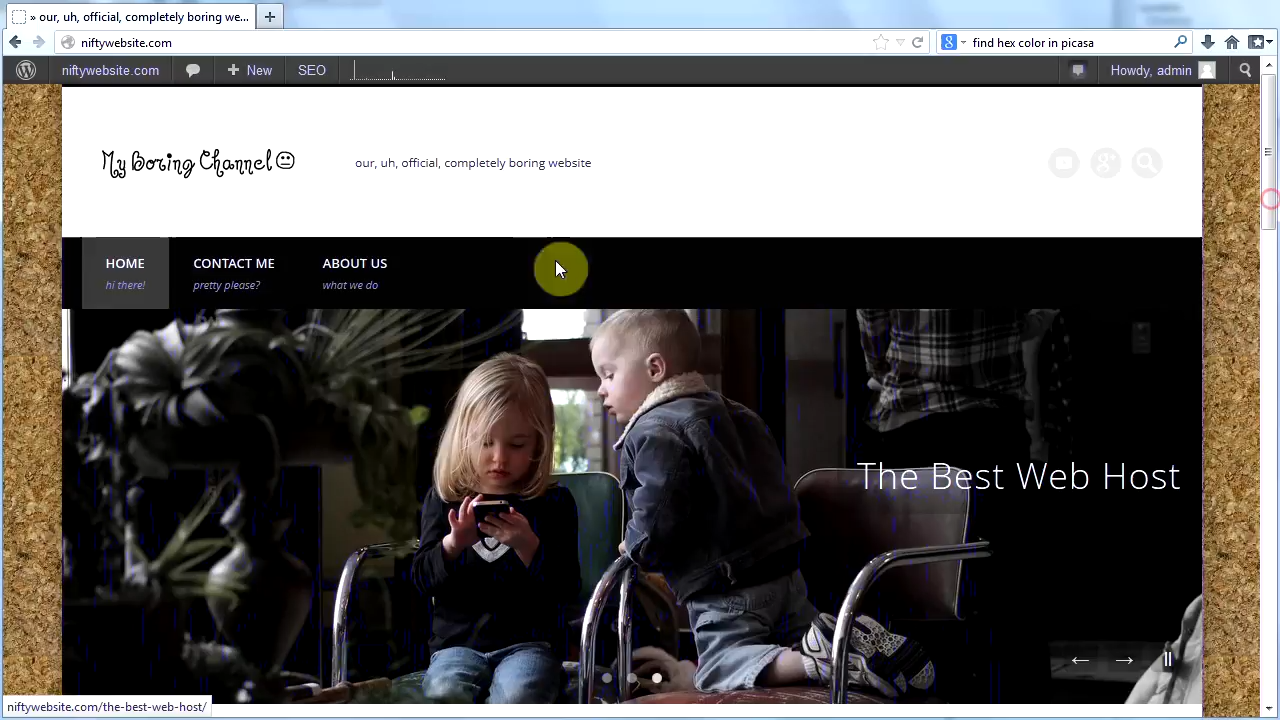 » our, uh, official, completely boring we...
niftywebsite.com
find hex color in picasa
niftywebsite.com
New
SEO
Howdy, admin
My Boring Channel
our, uh, official, completely boring website
HOME
hi there!
CONTACT ME
pretty please?
ABOUT US
what we do
The Best Web Host
niftywebsite.com/the-best-web-host/